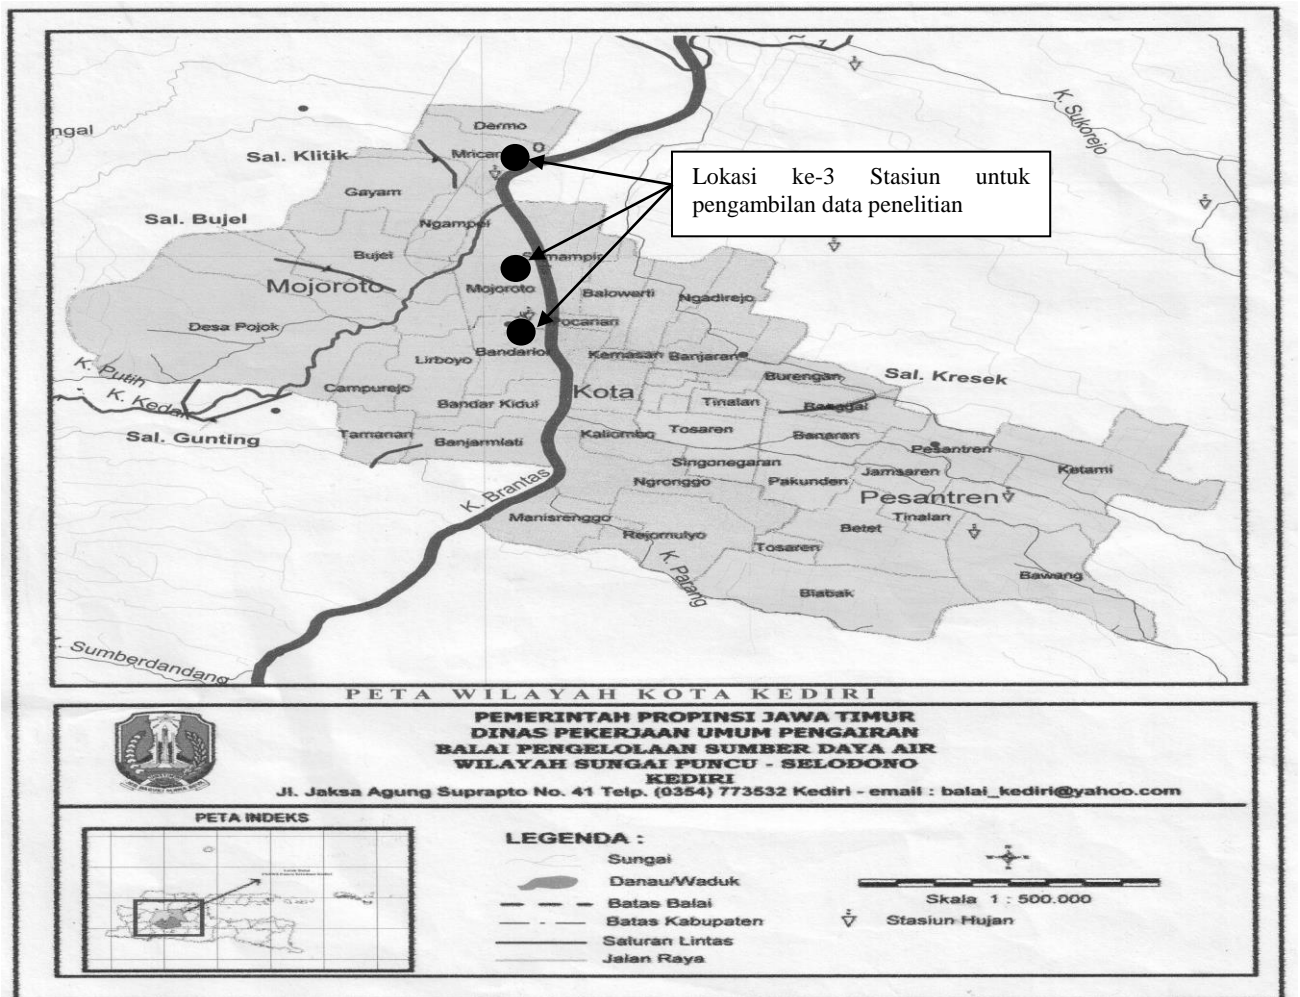 Dermo
Mrican
ngal
Sal. Klitik
Gayam
Sal. Bujel
Ngampel
Bujel
Mojoroto
Desa Pojok
K. Sukorejo
Lokasi ke-3 Stasiun untuk
pengambilan data penelitian
Mojoroto
Balowerti
Ngadirejo
Pocanan
Bandarlor
Lirboyo
Kemasan
Banjaran
Burengan
Sal. Kresek
K. Putih
K. Kedak
Campurejo
Bandar Kidul
Kota
Tinalan
Sal. Gunting
Tamanan
Banjarmlati
Kaliombo
Tosaren
Banaran
Pesantren
Ketami
Singonegaran
Jamsaren
Ngronggo
Pakunden
Pesantren
K. Brantas
Manisrenggo
Rejomulyo
Betet
Tinalan
Tosaren
K. Parang
Bawang
Blabak
K. Sumberdandang
PETA WILAYAH KOTA KEDIRI
PEMERINTAH PROPINSI JAWA TIMUR
DINAS PEKERJAAN UMUM PENGAIRAN
BALAI PENGELOLAAN SUMBER DAYA AIR
WILAYAH SUNGAI PUNCU - SELODONO
KEDIRI
Jl. Jaksa Agung Suprapto No. 41 Telp. (0354) 773532 Kediri - email : balai_kediri@yahoo.com
PETA INDEKS
LEGENDA :
Sungai
Danau/Waduk
Batas Balai
Batas Kabupaten
Saluran Lintas
Jalan Raya
Skala 1 : 500.000
Stasiun Hujan